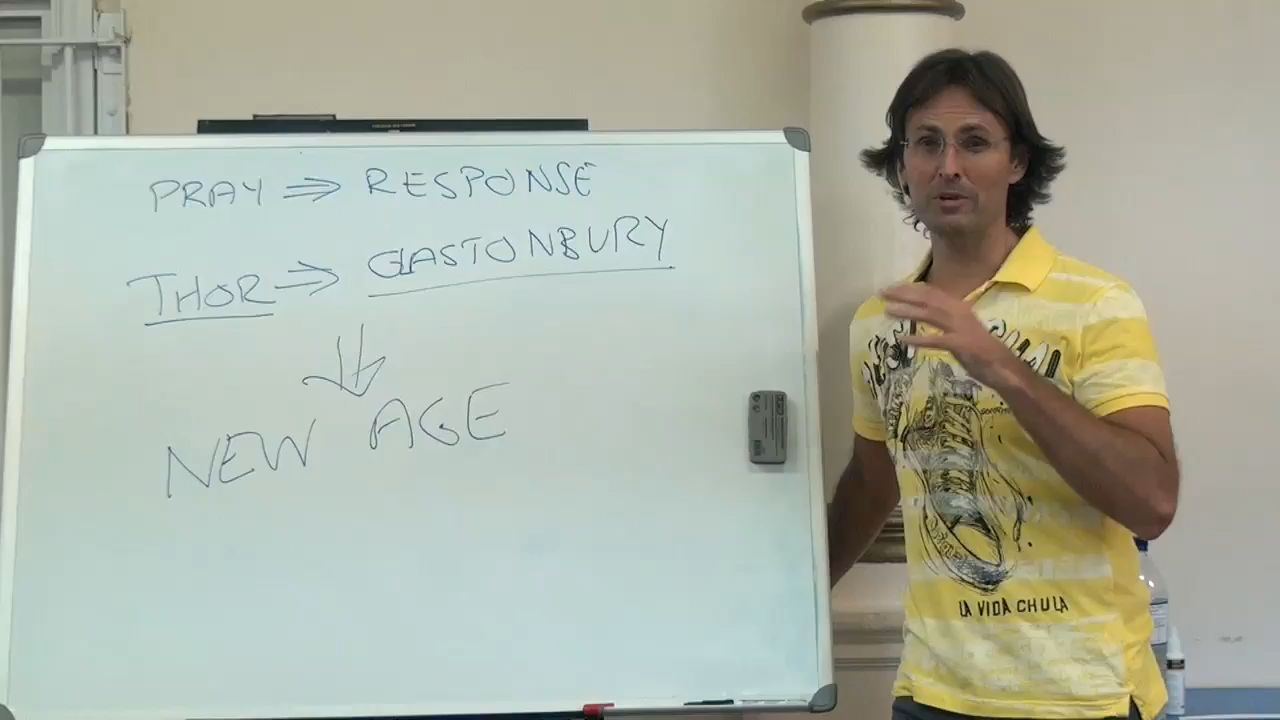 PRAY ⇒ RESPONSE
THOR ⇒ GLASTONBURY
⇓
NEW AGE
LA VIDA CHULA